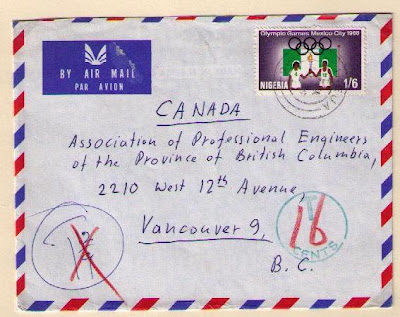 Olympic Games Mexico City 1968
NIGERIA 1/6
BY AIR MAIL
PAR AVION
CANADA
Association of Professional Engineers
of the Province of British Columbia,
2210 West 12th Avenue,
Vancouver 9,
B. C.
T
16
CENTS
T